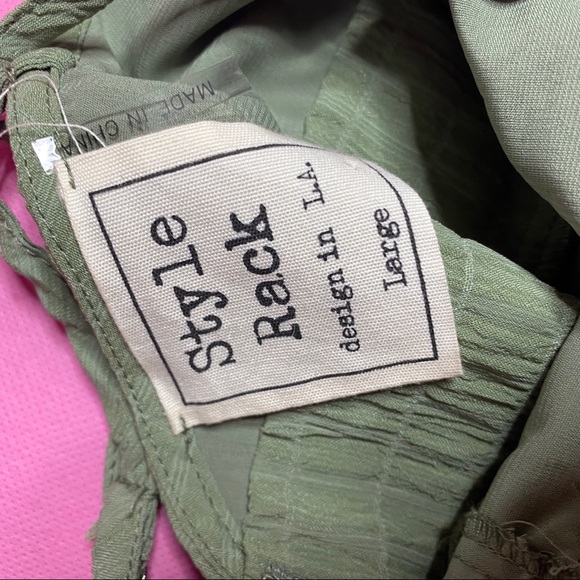 Style
Rack
design in L.A.
Large
MADE IN CHINA